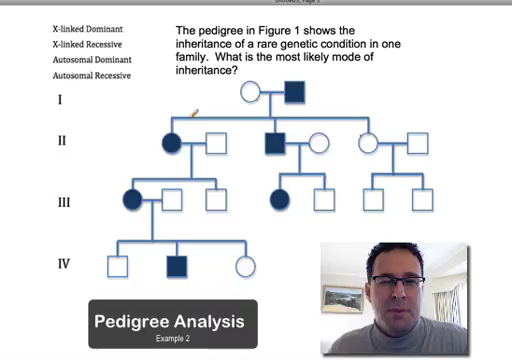 X-linked Dominant
X-linked Recessive
Autosomal Dominant
Autosomal Recessive
The pedigree in Figure 1 shows the
inheritance of a rare genetic condition in one
family. What is the most likely mode of
inheritance?
I
II
III
IV
Pedigree Analysis
Example 2